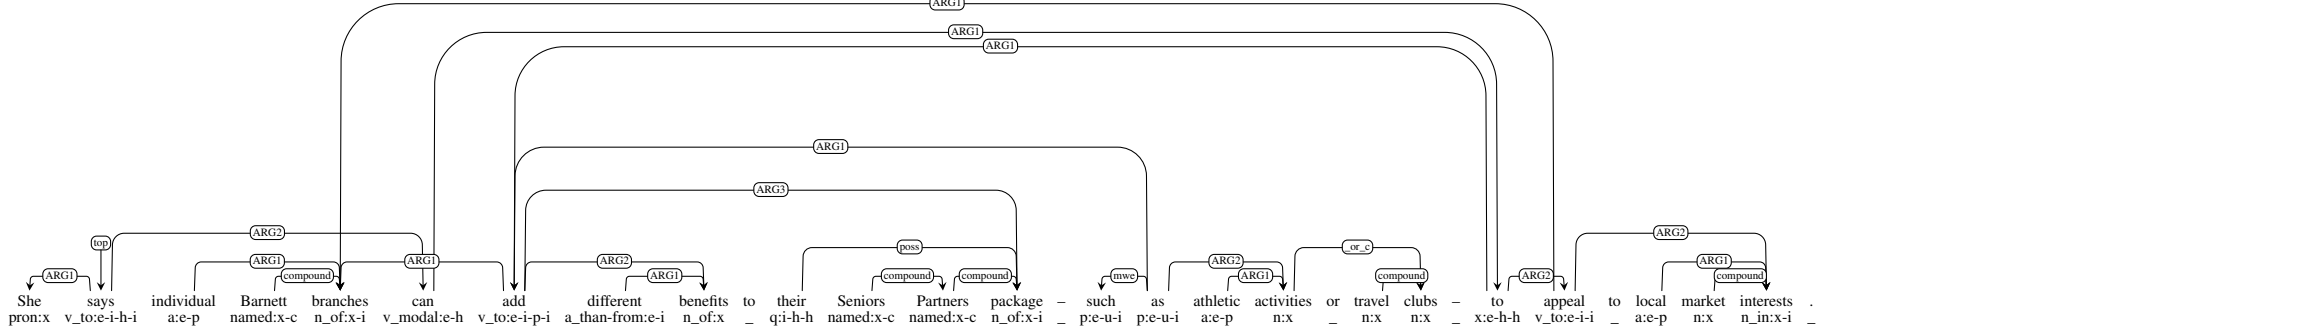 ARG1
ARG1
ARG1
ARG1
ARG3
top ARG2 poss _or_c ARG2
ARG1 ARG1 ARG2 ARG2 ARG1
ARG1 compound ARG1 compound compound mwe ARG1 compound ARG2 compound
She says individual Barnett branches can add different benefits to their Seniors Partners package – such as athletic activities or travel clubs – to appeal to local market interests .
pron:x v_to:e-i-h-i a:e-p named:x-c n_of:x-i v_modal:e-h v_to:e-i-p-i a_than-from:e-i n_of:x _ q:i-h-h named:x-c named:x-c n_of:x-i _ p:e-u-i p:e-u-i a:e-p n:x _ n:x n:x _ x:e-h-h v_to:e-i-i _ a:e-p n:x n_in:x-i _